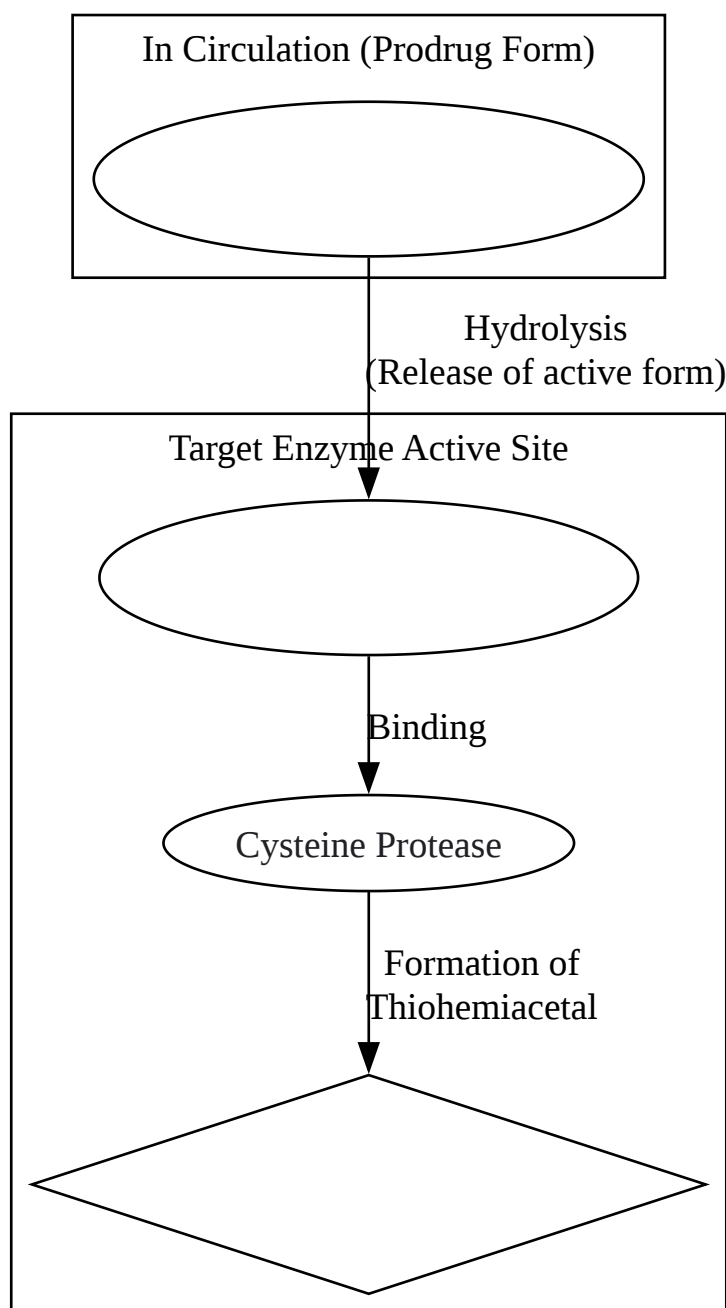 In Circulation (Prodrug Form)
Hydrolysis
(Release of active form)
Target Enzyme Active Site
Binding
Cysteine Protease
Formation of
Thiohemiacetal